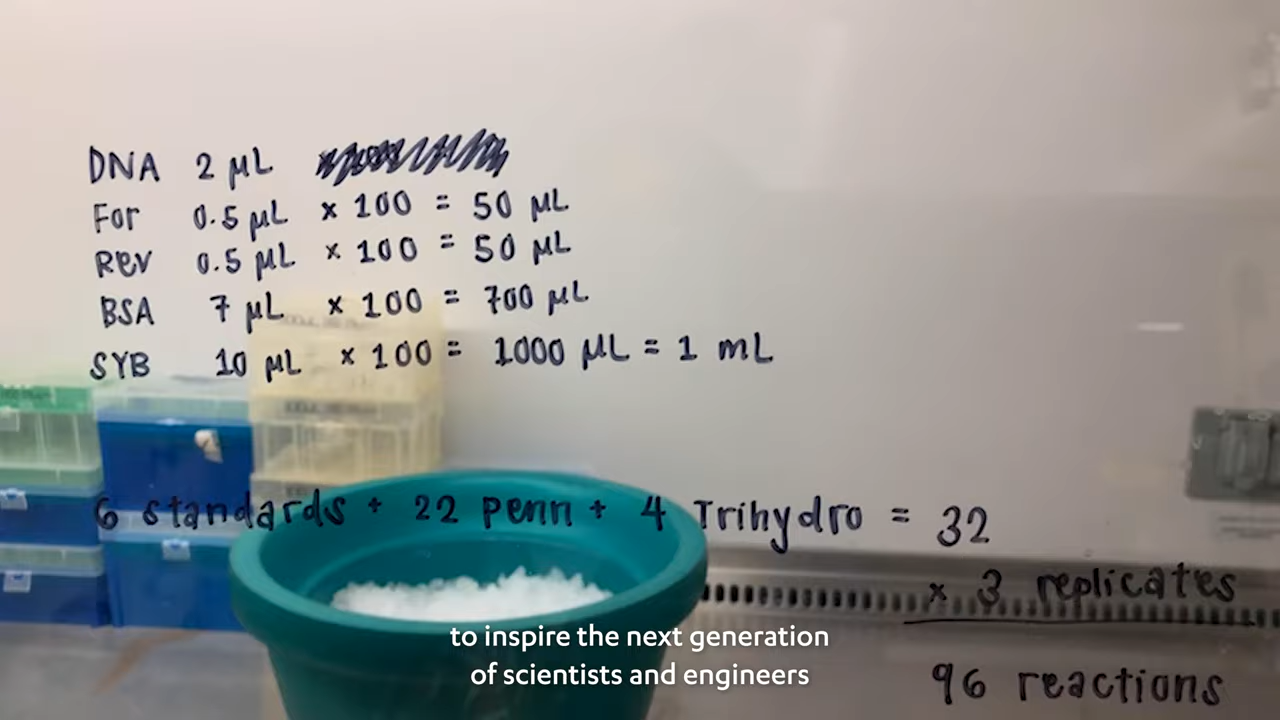 DNA 2 µL
For 0.5 µL × 100 = 50 µL
Rev 0.5 µL × 100 = 50 µL
BSA 7 µL × 100 = 700 µL
SYB 10 µL × 100 = 1000 µL = 1 mL
6 standards + 22 Penn + 4 Trihydro = 32
× 3 replicates
96 reactions
to inspire the next generation
of scientists and engineers